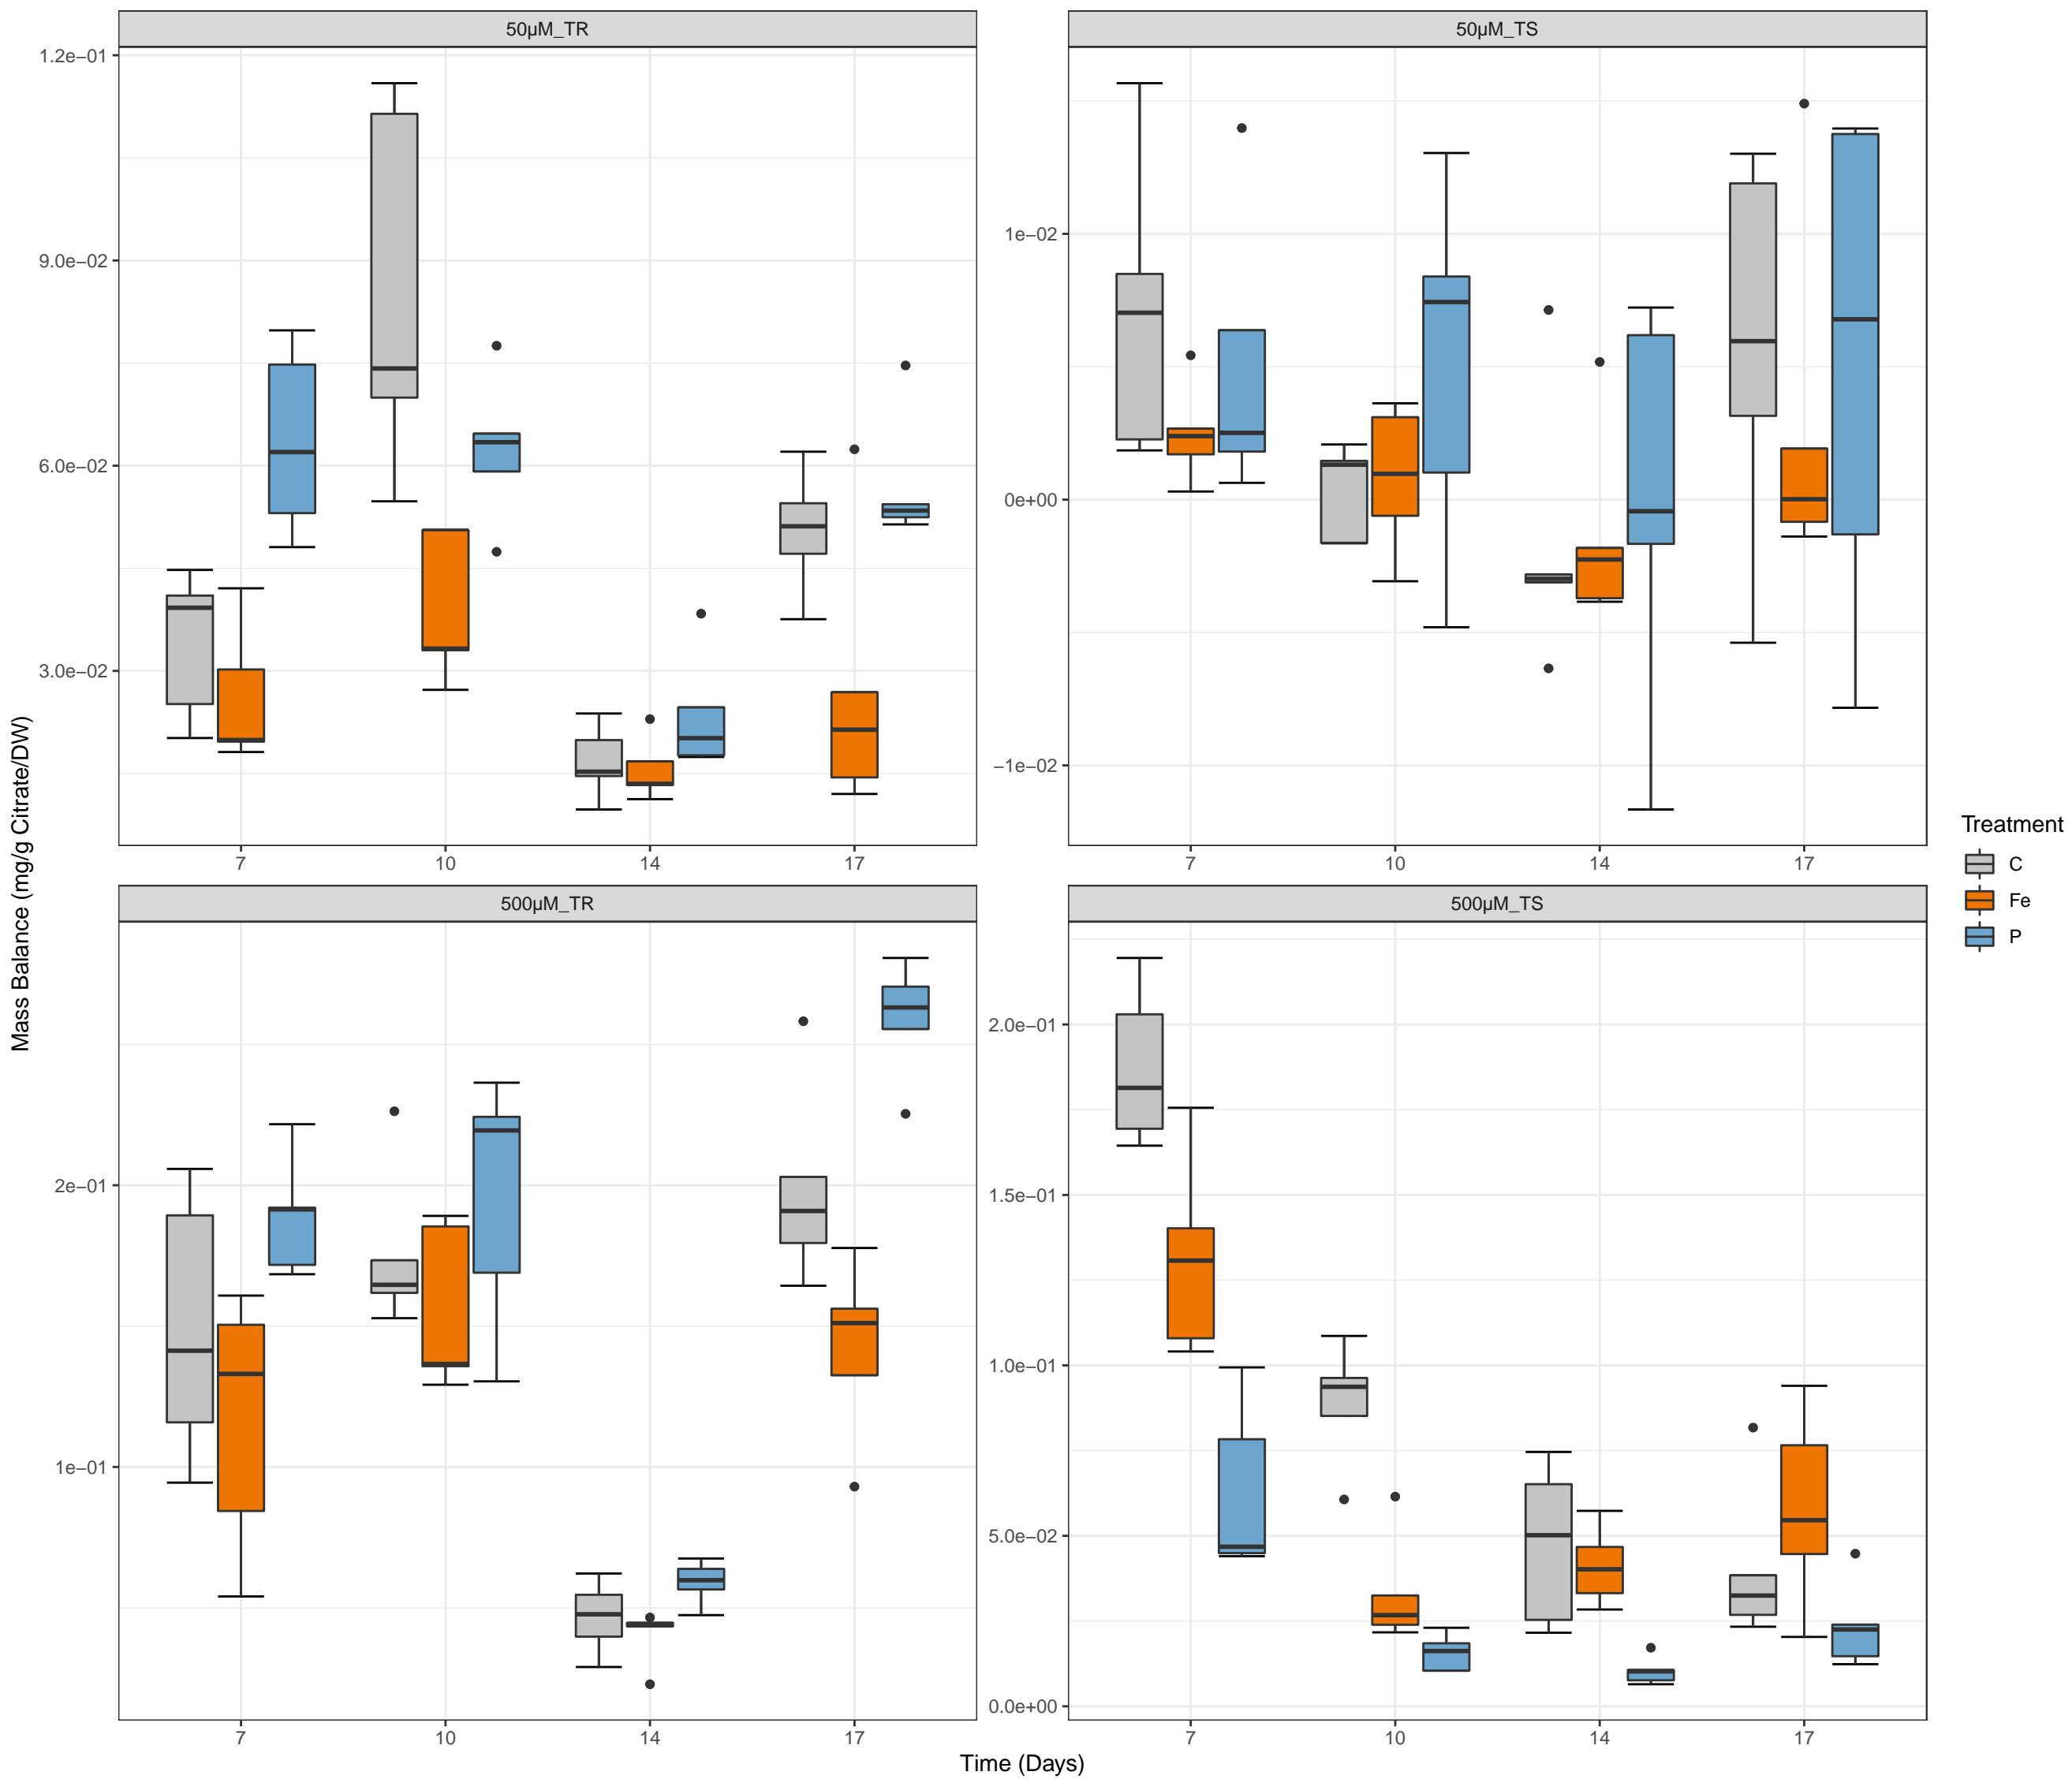 50µM_TR
50µM_TS
1.2e−01
9.0e−02
6.0e−02
3.0e−02
1e−02
0e+00
−1e−02
7
10
14
17
7
10
14
17
Mass Balance (mg/g Citrate/DW)
500µM_TR
500µM_TS
2e−01
1e−01
2.0e−01
1.5e−01
1.0e−01
5.0e−02
0.0e+00
7
10
14
17
7
10
14
17
Time (Days)
Treatment
C
Fe
P